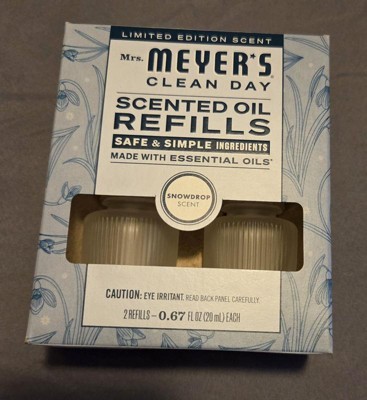 LIMITED EDITION SCENT
Mrs. MEYER'S
CLEAN DAY
SCENTED OIL
REFILLS
SAFE & SIMPLE INGREDIENTS
MADE WITH ESSENTIAL OILS*
SNOWDROP
SCENT
CAUTION: EYE IRRITANT. READ BACK PANEL CAREFULLY.
2 REFILLS – 0.67 FL OZ (20 mL) EACH